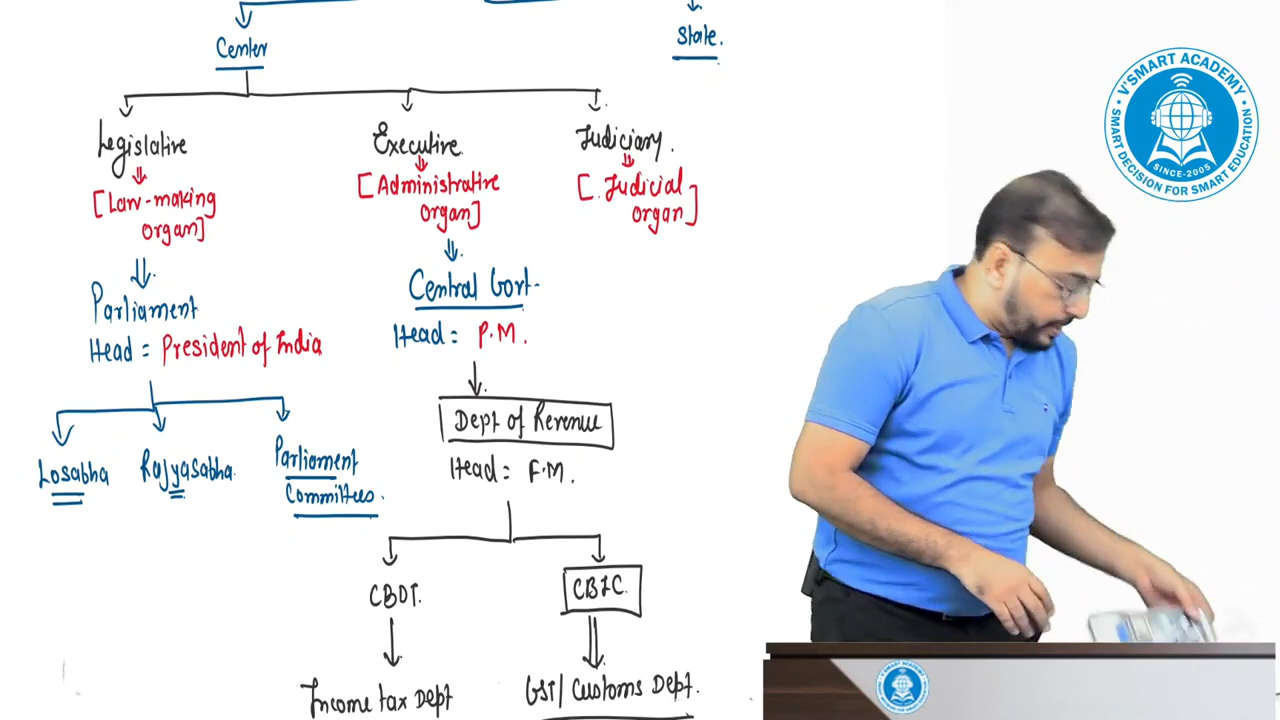 Center
State.
Legislative
Executive.
Judiciary.
[Law-making
organ]
[Administrative
organ]
[. Judicial
organ]
Parliament
Head = President of India
Central Govt.
Head = P.M.
Losabha
Rajyasabha.
Parliament
Committees.
Dept of Revenue
Head = F.M.
CBDT.
CBIC.
Income tax Dept
GST/Customs Dept.
V'SMART ACADEMY
SINCE-2005
SMART DECISION FOR SMART EDUCATION